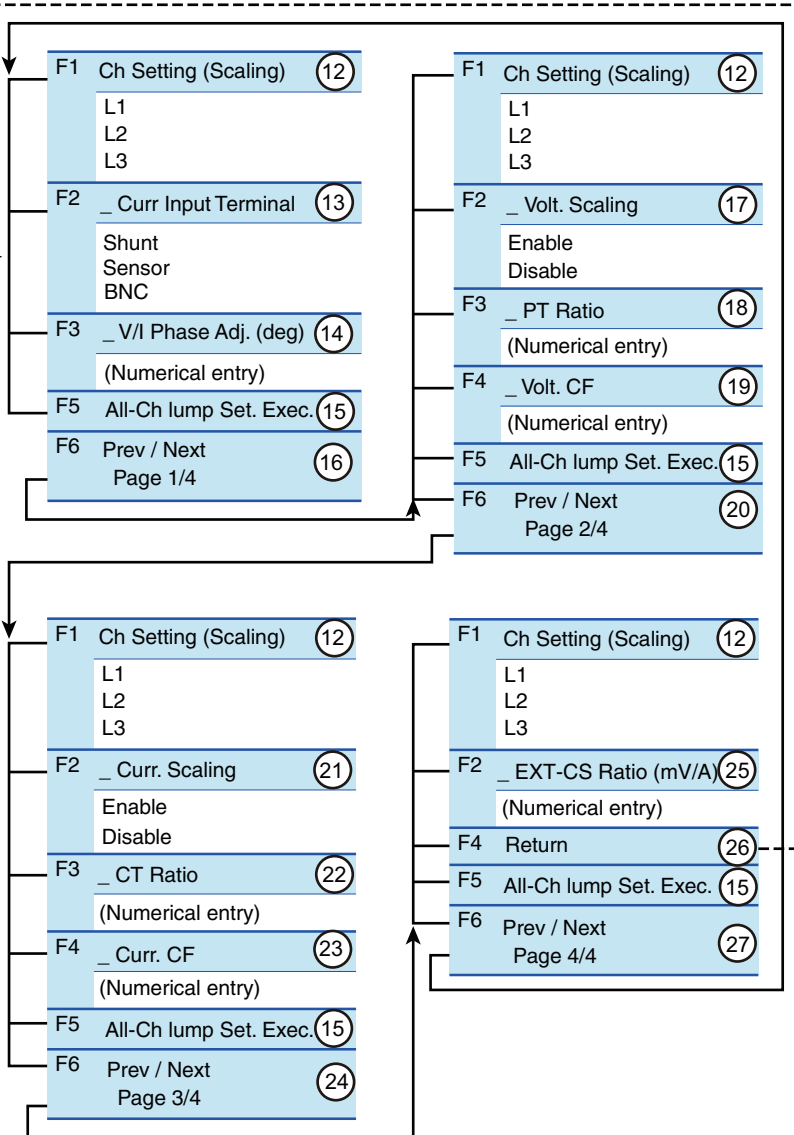 F1 Ch Setting (Scaling) 12
L1
L2
L3
F2 _ Curr Input Terminal 13
Shunt
Sensor
BNC
F3 _ V/I Phase Adj. (deg) 14
(Numerical entry)
F5 All-Ch lump Set. Exec. 15
F6 Prev / Next 16
Page 1/4
F1 Ch Setting (Scaling) 12
L1
L2
L3
F2 _ Volt. Scaling 17
Enable
Disable
F3 _ PT Ratio 18
(Numerical entry)
F4 _ Volt. CF 19
(Numerical entry)
F5 All-Ch lump Set. Exec. 15
F6 Prev / Next 20
Page 2/4
F1 Ch Setting (Scaling) 12
L1
L2
L3
F2 _ Curr. Scaling 21
Enable
Disable
F3 _ CT Ratio 22
(Numerical entry)
F4 _ Curr. CF 23
(Numerical entry)
F5 All-Ch lump Set. Exec. 15
F6 Prev / Next 24
Page 3/4
F1 Ch Setting (Scaling) 12
L1
L2
L3
F2 _ EXT-CS Ratio (mV/A) 25
(Numerical entry)
F4 Return 26
F5 All-Ch lump Set. Exec. 15
F6 Prev / Next 27
Page 4/4